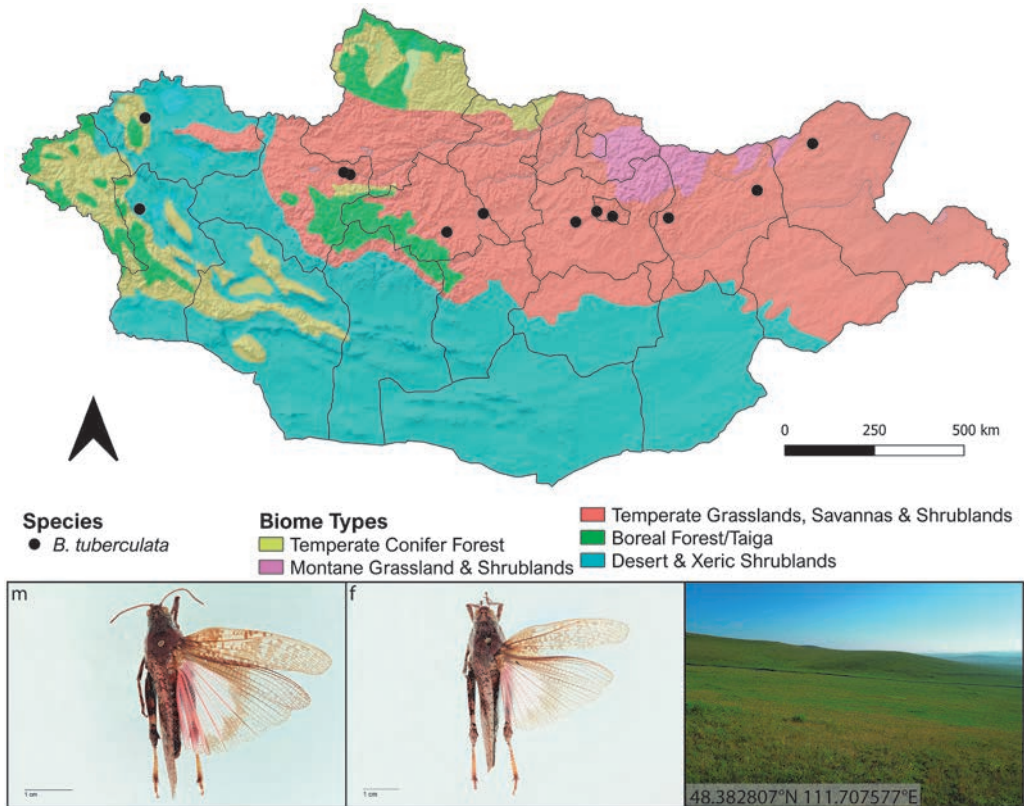 0 250 500 km
Species
B. tuberculata
Biome Types
Temperate Conifer Forest
Montane Grassland & Shrublands
Temperate Grasslands, Savannas & Shrublands
Boreal Forest/Taiga
Desert & Xeric Shrublands
m
1 cm
f
1 cm
48.382807°N 111.707577°E